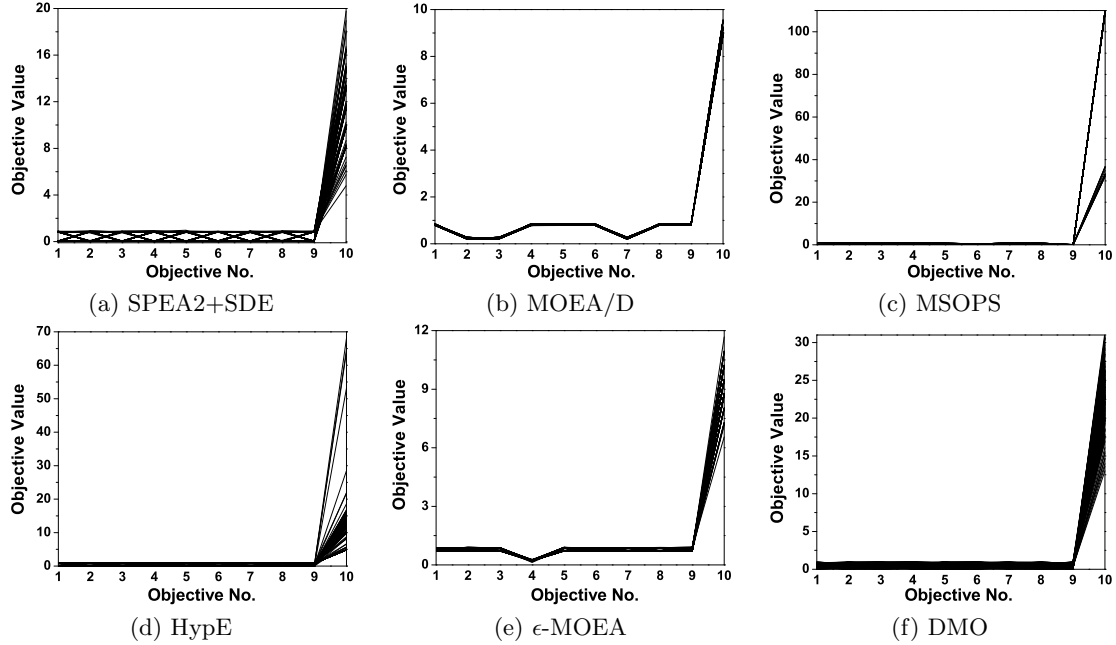 20
16
12
8
4
0
Objective Value
1 2 3 4 5 6 7 8 9 10
Objective No.
(a) SPEA2+SDE
10
8
6
4
2
0
Objective Value
1 2 3 4 5 6 7 8 9 10
Objective No.
(b) MOEA/D
100
80
60
40
20
0
Objective Value
1 2 3 4 5 6 7 8 9 10
Objective No.
(c) MSOPS
70
60
50
40
30
20
10
0
Objective Value
1 2 3 4 5 6 7 8 9 10
Objective No.
(d) HypE
12
9
6
3
0
Objective Value
1 2 3 4 5 6 7 8 9 10
Objective No.
(e) ϵ-MOEA
30
25
20
15
10
5
0
Objective Value
1 2 3 4 5 6 7 8 9 10
Objective No.
(f) DMO